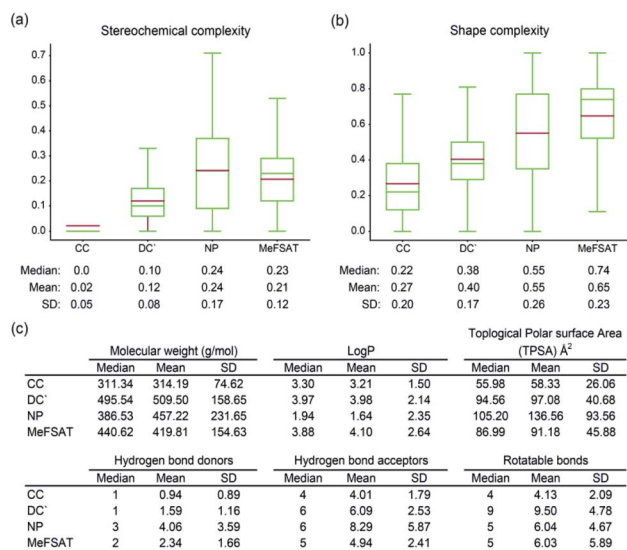 (a) Stereochemical complexity
0.7
0.6
0.5
0.4
0.3
0.2
0.1
0.0
CC DC` NP MeFSAT
Median: 0.0 0.10 0.24 0.23
Mean: 0.02 0.12 0.24 0.21
SD: 0.05 0.08 0.17 0.12
(b) Shape complexity
1.0
0.8
0.6
0.4
0.2
0.0
CC DC` NP MeFSAT
Median: 0.22 0.38 0.55 0.74
Mean: 0.27 0.40 0.55 0.65
SD: 0.20 0.17 0.26 0.23
(c)
Molecular weight (g/mol) LogP Toplogical Polar surface Area (TPSA) Å²
Median Mean SD Median Mean SD Median Mean SD
CC 311.34 314.19 74.62 3.30 3.21 1.50 55.98 58.33 26.06
DC` 495.54 509.50 158.65 3.97 3.98 2.14 94.56 97.08 40.68
NP 386.53 457.22 231.65 1.94 1.64 2.35 105.20 136.56 93.56
MeFSAT 440.62 419.81 154.63 3.88 4.10 2.64 86.99 91.18 45.88
Hydrogen bond donors Hydrogen bond acceptors Rotatable bonds
Median Mean SD Median Mean SD Median Mean SD
CC 1 0.94 0.89 4 4.01 1.79 4 4.13 2.09
DC` 1 1.59 1.16 6 6.09 2.53 9 9.50 4.78
NP 3 4.06 3.59 6 8.29 5.87 5 6.04 4.67
MeFSAT 2 2.34 1.66 5 4.94 2.41 5 6.03 5.89